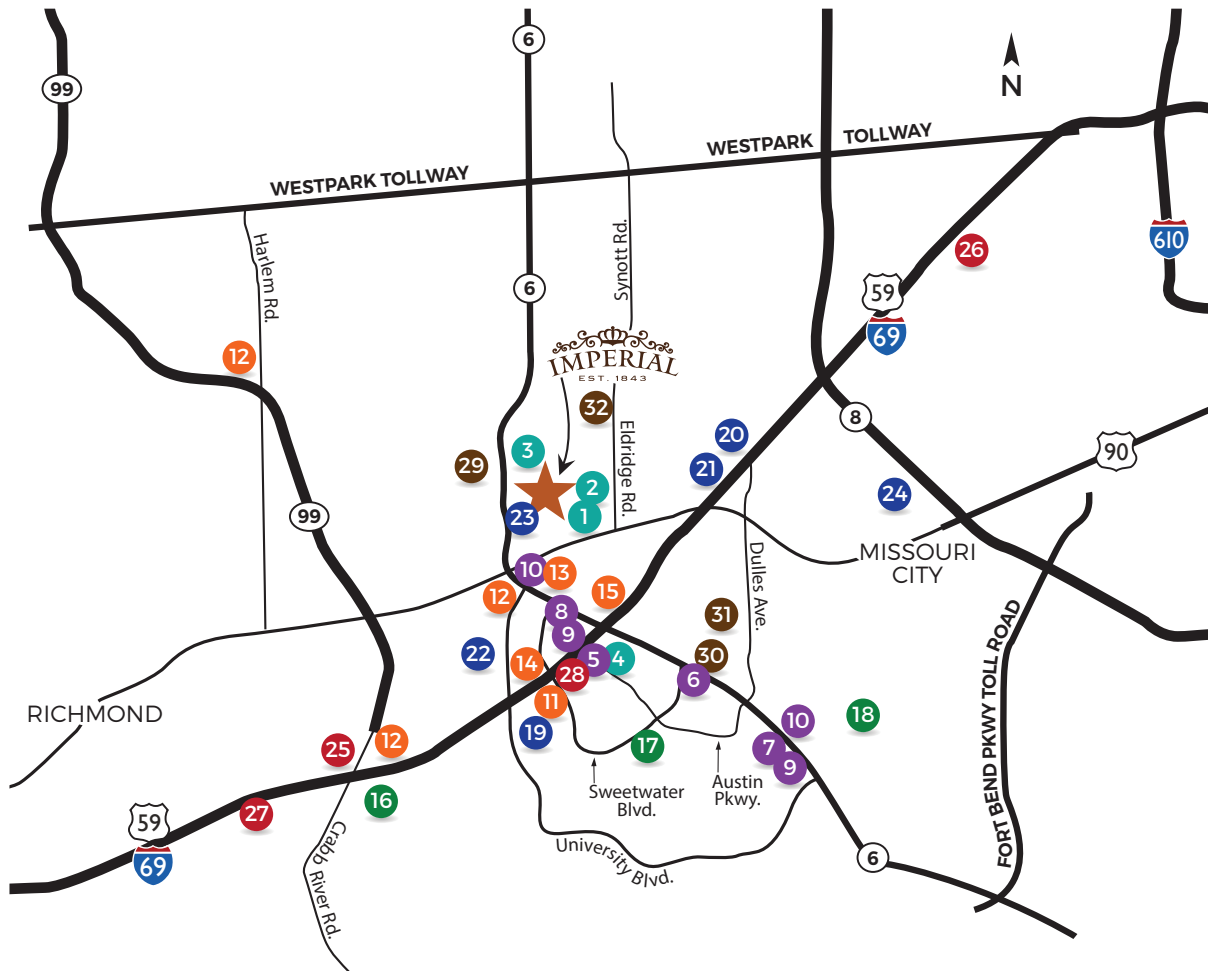 6
99
N
WESTPARK
TOLLWAY
WESTPARK TOLLWAY
Harlem Rd.
Synott Rd.
610
26
6
59
69
IMPERIAL
EST. 1843
12
32
8
20
3
Eldridge Rd.
90
29
21
2
24
99
23
1
Dulles Ave.
MISSOURI
CITY
10
13
12
15
8
31
9
22
14
5
4
30
28
6
FORT BEND PKWY TOLL ROAD
11
RICHMOND
10
18
19
12
25
17
7
9
Sweetwater
Blvd.
Austin
Pkwy.
16
27
59
69
Crabb
River Rd.
University Blvd.
6